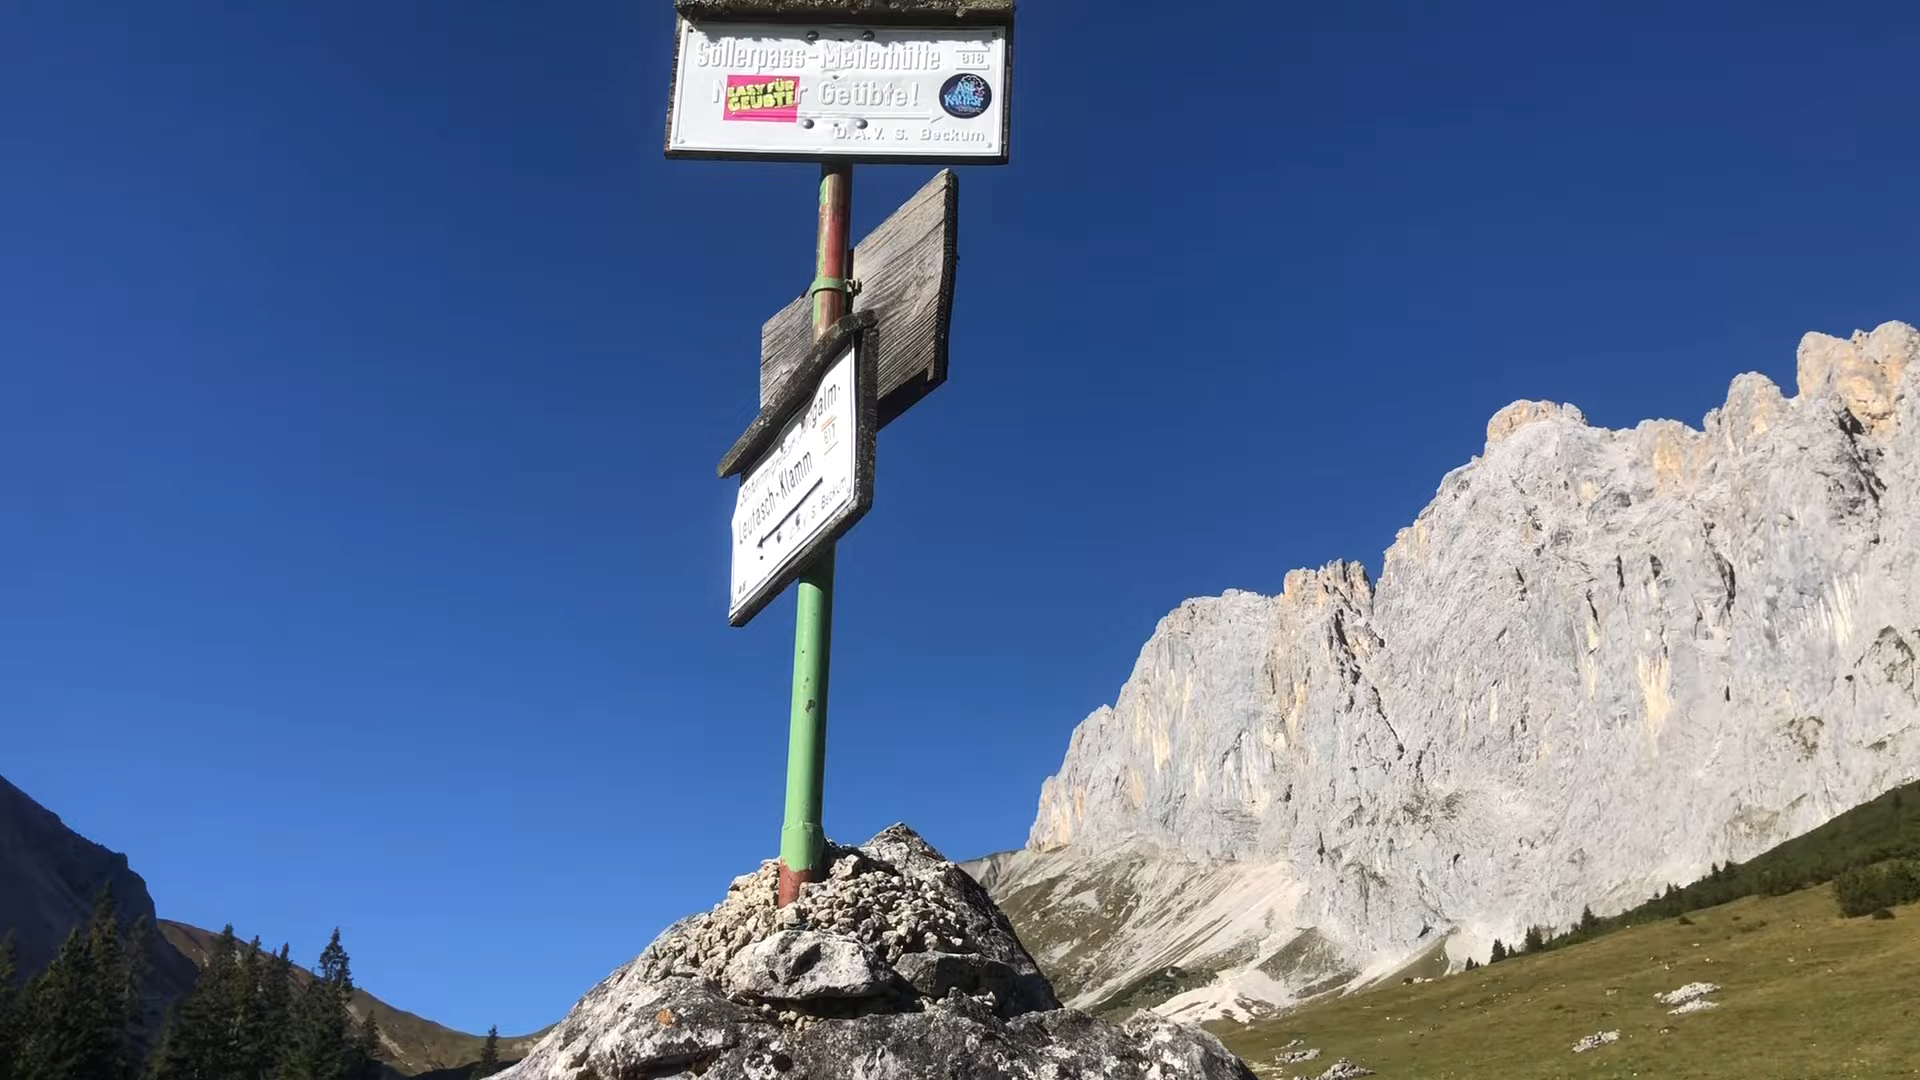 Söllerpass-Meilerhütte 818
EASY FÜR
GEÜBTE
Geübte!
D.A.V. S. Beckum
817
Leutasch-Klamm
S. Beckum